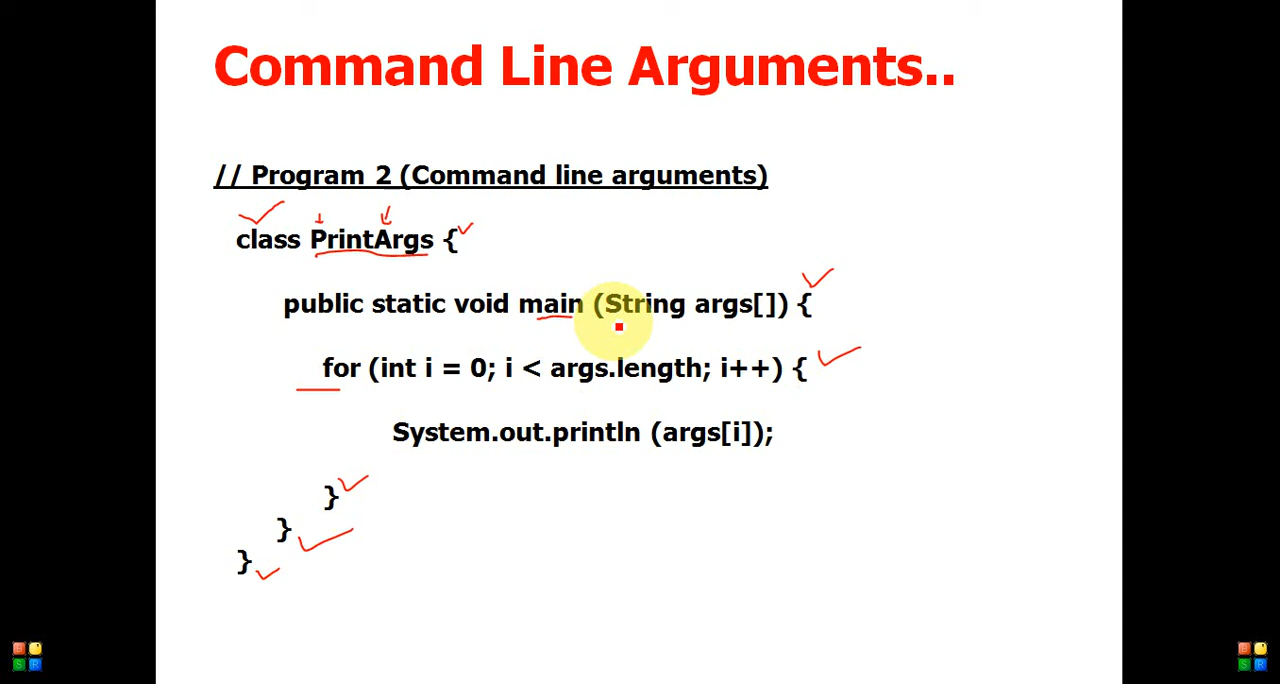 Command Line Arguments..
// Program 2 (Command line arguments)
class PrintArgs {
public static void main (String args[]) {
for (int i = 0; i < args.length; i++) {
System.out.println (args[i]);
}
}
}
B
S R
B
S R